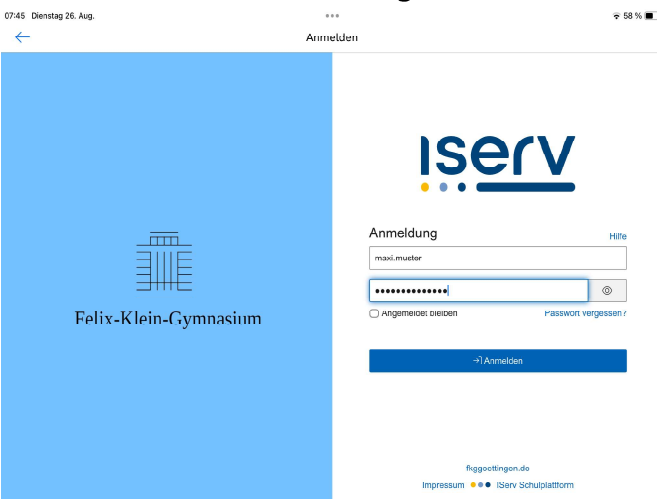 07:45 Dienstag 26. Aug.
58 %
Anmelden
Iserv
Anmeldung
Hilfe
maxi.muster
Angemeldet bleiben
Passwort vergessen?
Anmelden
Felix-Klein-Gymnasium
fkggoettingen.de
Impressum
IServ Schulplattform